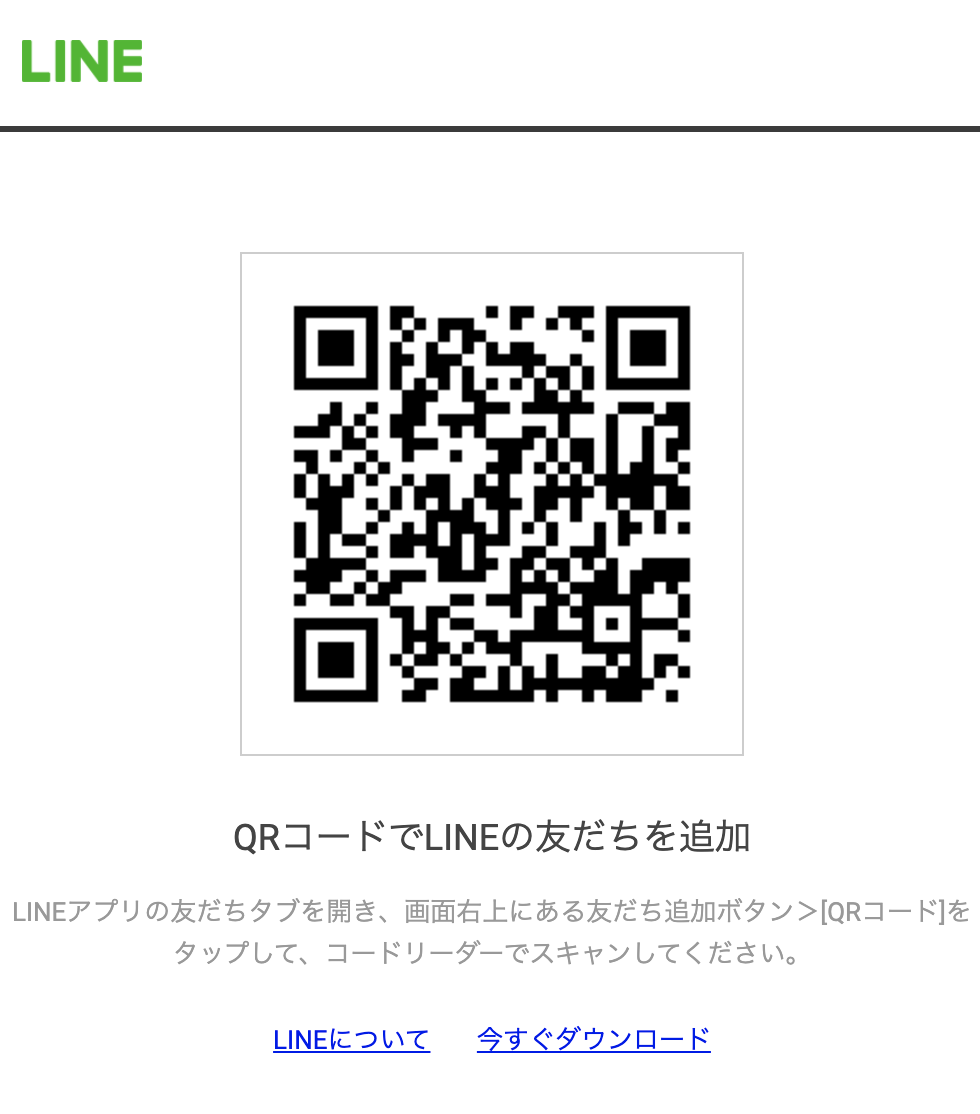 LINE
QRコードでLINEの友だちを追加
LINEアプリの友だちタブを開き、画面右上にある友だち追加ボタン＞[QRコード]を
タップして、コードリーダーでスキャンしてください。
LINEについて 今すぐダウンロード